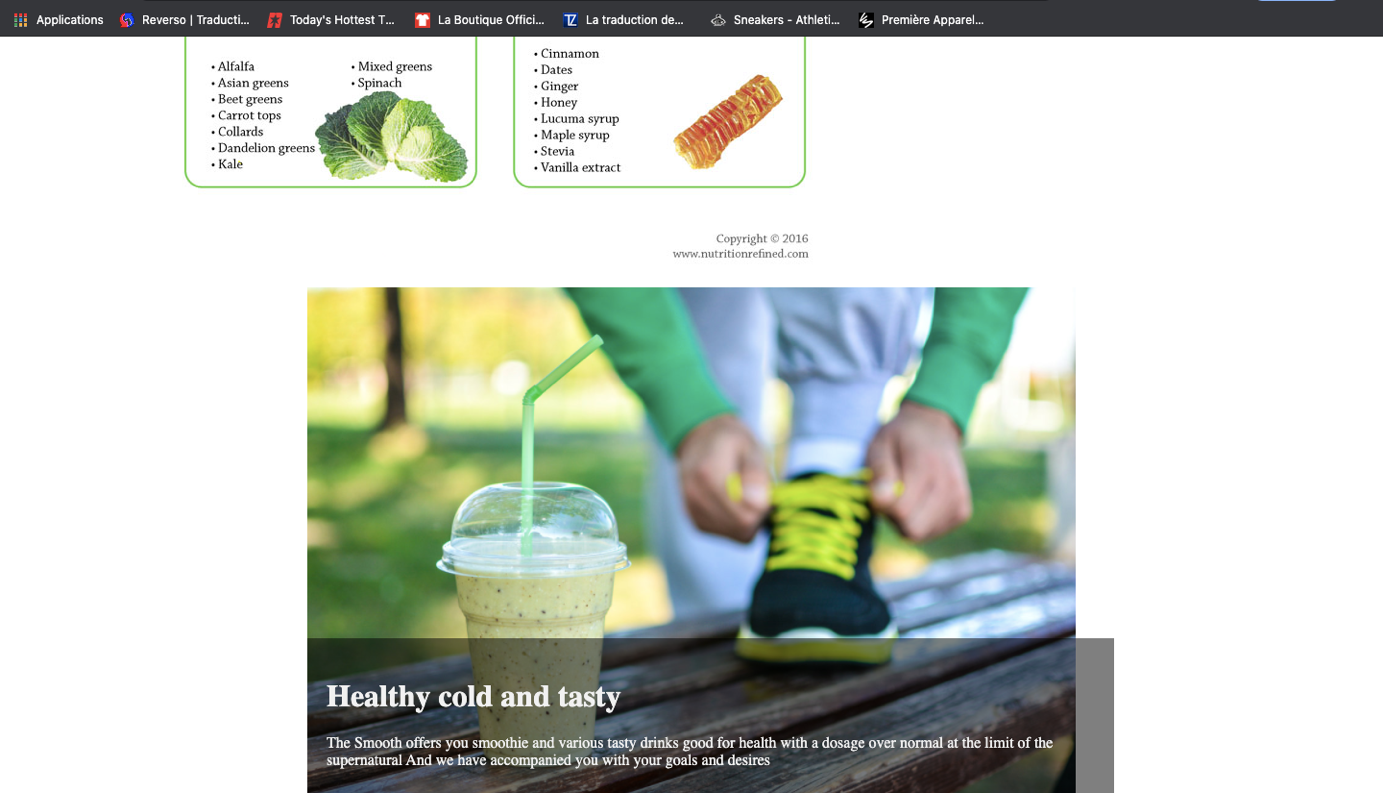 Applications
Reverso | Traducti...
Today's Hottest T...
La Boutique Offici...
La traduction de...
Sneakers - Athleti...
Première Apparel...
• Alfalfa
• Asian greens
• Beet greens
• Carrot tops
• Collards
• Dandelion greens
• Kale
• Mixed greens
• Spinach
• Cinnamon
• Dates
• Ginger
• Honey
• Lucuma syrup
• Maple syrup
• Stevia
• Vanilla extract
Copyright © 2016
www.nutritionrefined.com
Healthy cold and tasty
The Smooth offers you smoothie and various tasty drinks good for health with a dosage over normal at the limit of the
supernatural And we have accompanied you with your goals and desires